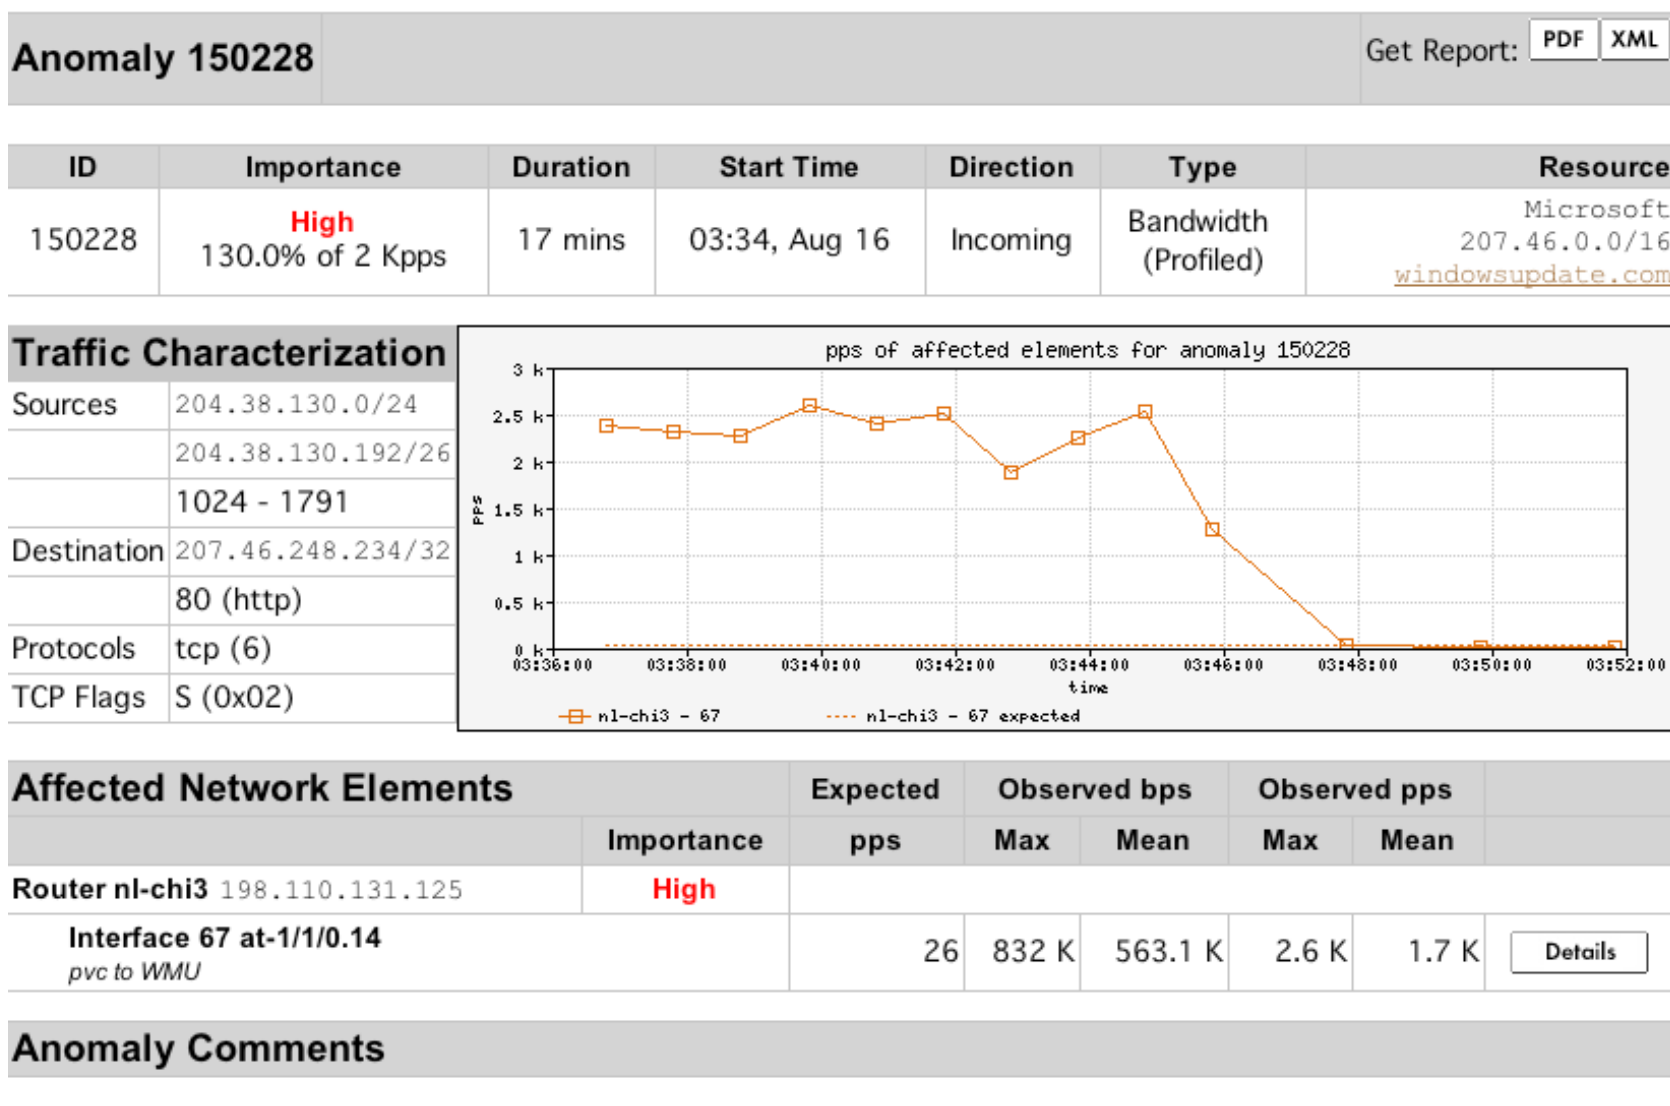 Anomaly 150228
Get Report: PDF XML
ID Importance Duration Start Time Direction Type Resource
150228 High 130.0% of 2 Kpps 17 mins 03:34, Aug 16 Incoming Bandwidth (Profiled) Microsoft 207.46.0.0/16 windowsupdate.com
Traffic Characterization
Sources 204.38.130.0/24
204.38.130.192/26
1024 - 1791
Destination 207.46.248.234/32
80 (http)
Protocols tcp (6)
TCP Flags S (0x02)
pps of affected elements for anomaly 150228
3 k
2.5 k
2 k
1.5 k
1 k
0.5 k
0 k
pps
03:36:00 03:38:00 03:40:00 03:42:00 03:44:00 03:46:00 03:48:00 03:50:00 03:52:00
time
nl-chi3 - 67 nl-chi3 - 67 expected
Affected Network Elements Expected Observed bps Observed pps
Importance pps Max Mean Max Mean
Router nl-chi3 198.110.131.125 High
Interface 67 at-1/1/0.14 26 832 K 563.1 K 2.6 K 1.7 K Details
pvc to WMU
Anomaly Comments